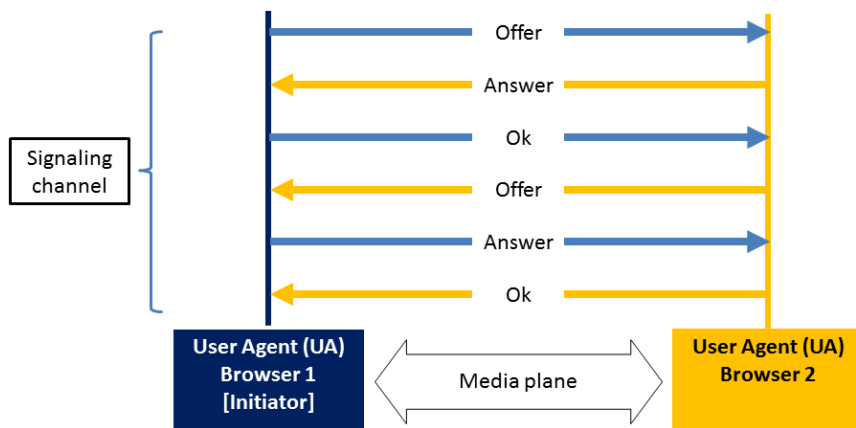 Offer
Answer
Ok
Signaling
channel
Offer
Answer
Ok
User Agent (UA)
Browser 1
[Initiator]
Media plane
User Agent (UA)
Browser 2